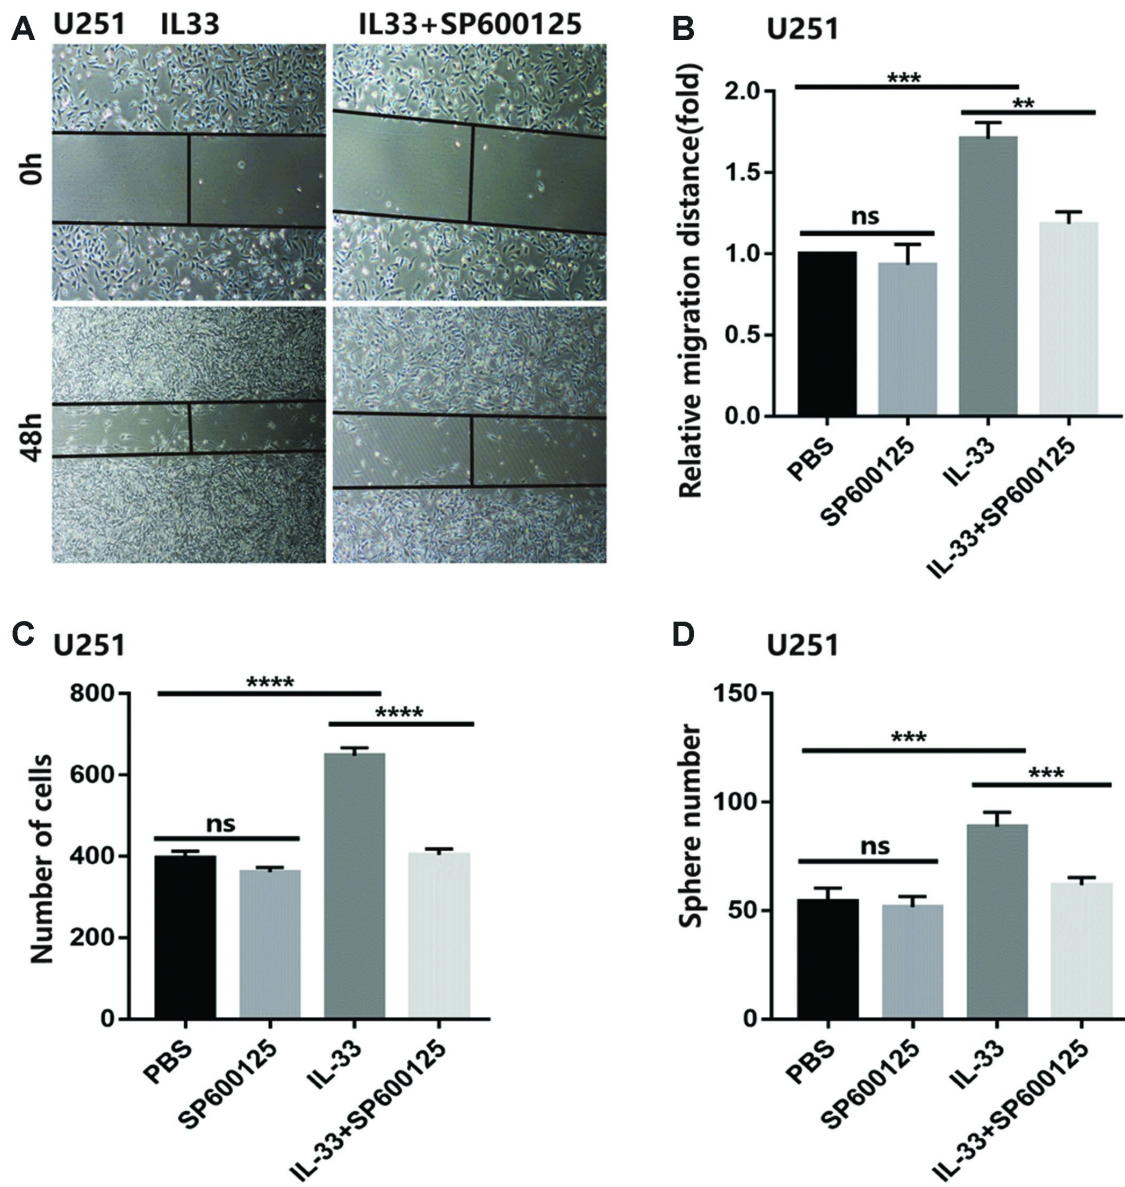 A
U251 IL33
IL33+SP600125
0h
48h
B
U251
Relative migration distance(fold)
2.0
1.5
1.0
0.5
0.0
***
**
ns
PBS
SP600125
IL-33
IL-33+SP600125
C
U251
Number of cells
800
600
400
200
0
****
****
ns
PBS
SP600125
IL-33
IL-33+SP600125
D
U251
Sphere number
150
100
50
0
***
***
ns
PBS
SP600125
IL-33
IL-33+SP600125